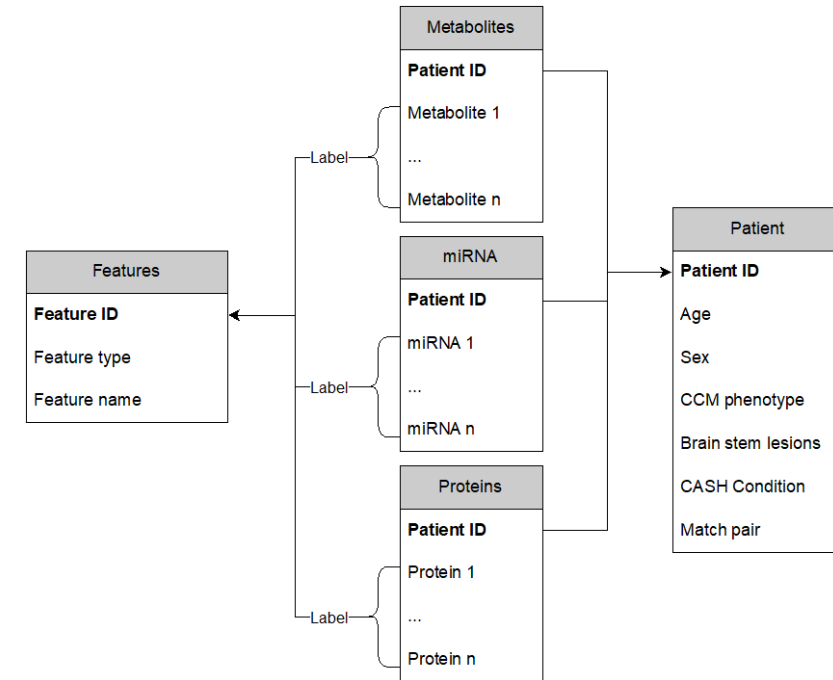 Metabolites
Patient ID
Metabolite 1
...
Metabolite n
Label
miRNA
Patient ID
miRNA 1
...
miRNA n
Label
Proteins
Patient ID
Protein 1
...
Protein n
Label
Features
Feature ID
Feature type
Feature name
Patient
Patient ID
Age
Sex
CCM phenotype
Brain stem lesions
CASH Condition
Match pair